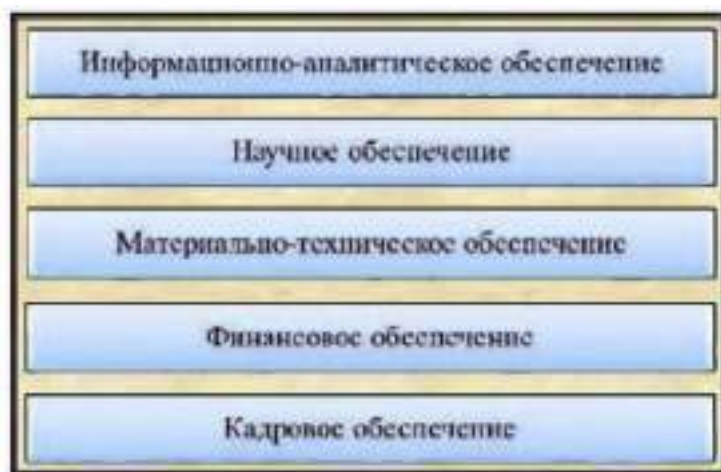 Информационно-аналитическое обеспечение
Научное обеспечение
Материально-техническое обеспечение
Финансовое обеспечение
Кадровое обеспечение